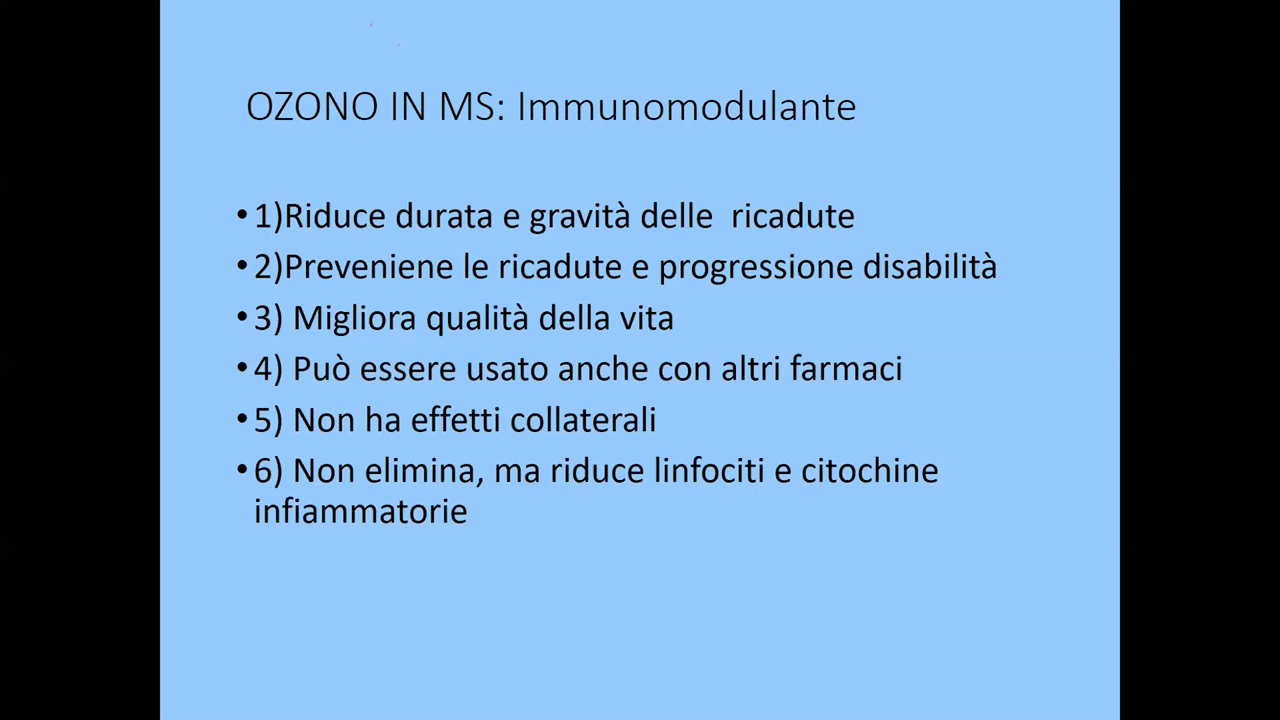 OZONO IN MS: Immunomodulante
• 1)Riduce durata e gravità delle  ricadute
• 2)Preveniene le ricadute e progressione disabilità
• 3) Migliora qualità della vita
• 4) Può essere usato anche con altri farmaci
• 5) Non ha effetti collaterali
• 6) Non elimina, ma riduce linfociti e citochine
infiammatorie